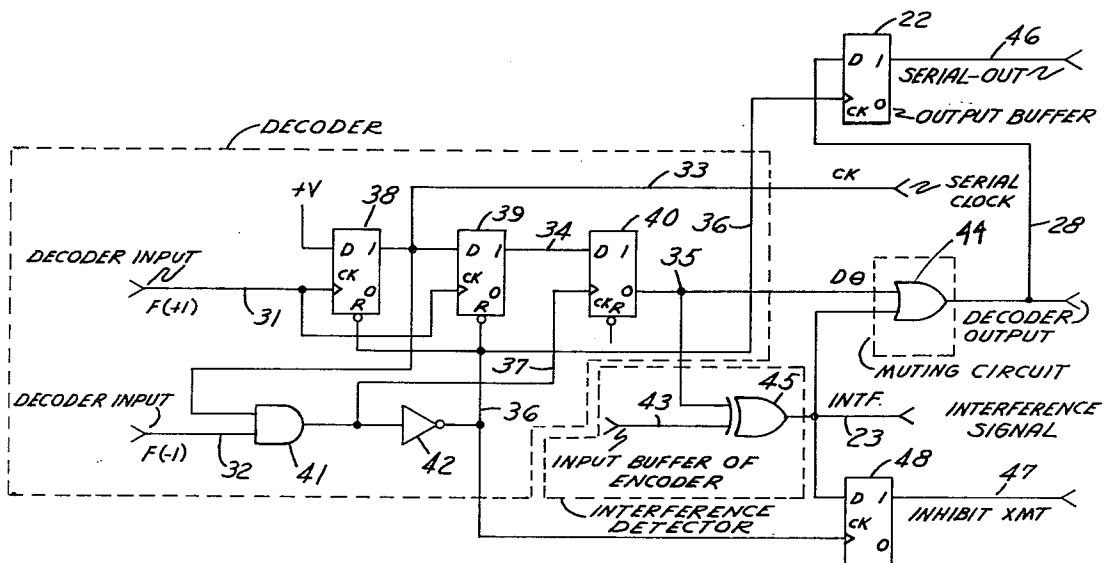 22
46
D 1
SERIAL-OUT
CK 0
OUTPUT BUFFER
DECODER
33
CK
SERIAL CLOCK
+V
38
39
40
36
28
44
D 1
D 1
34
D 1
35
DECODER INPUT
CK
CK
CK
0
0
0
R
R
R
F(+1)
31
DΘ
DECODER OUTPUT
37
MUTING CIRCUIT
45
DECODER INPUT
36
43
INTF.
INTERFERENCE SIGNAL
23
F(-1)
32
41
42
INPUT BUFFER OF ENCODER
48
47
D 1
INHIBIT XMT
INTERFERENCE DETECTOR
CK
0